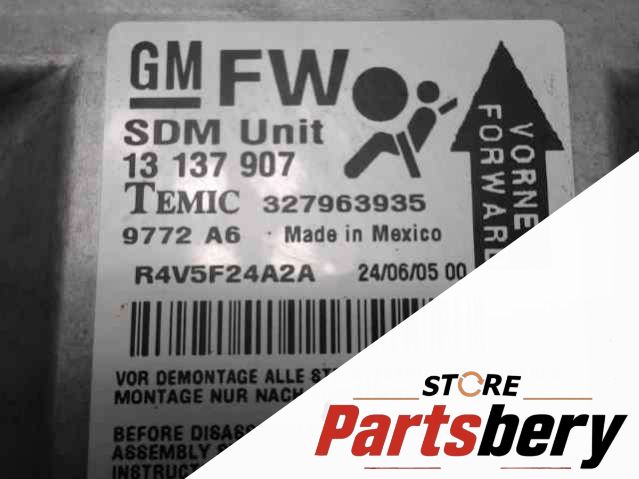 GM FW
SDM Unit
13 137 907
TEMIC 327963935
9772 A6 · Made in Mexico
R4V5F24A2A 24/06/05 00
VORNE
FORWARD
VOR DEMONTAGE ALLE
MONTAGE NUR NACH
BEFORE
ASSEMBLY
STORE
Partsbery